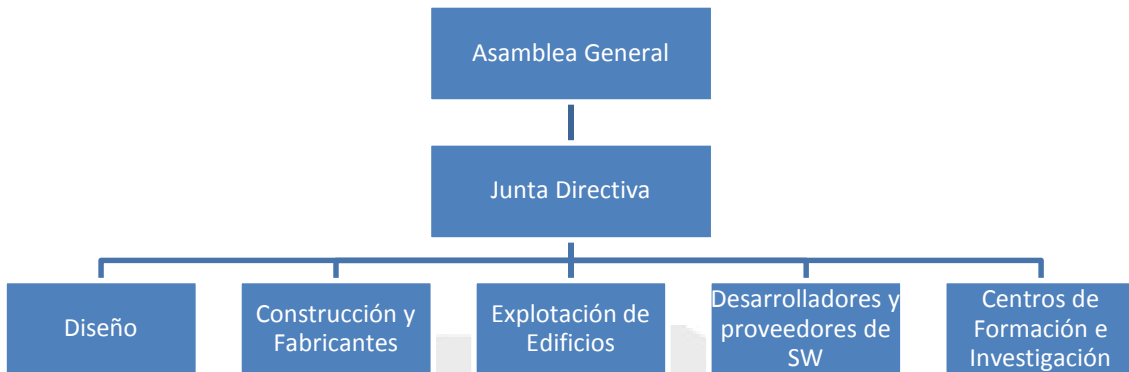 Asamblea General
Junta Directiva
Diseño
Construcción y
Fabricantes
Explotación de
Edificios
Desarrolladores y
proveedores de
SW
Centros de
Formación e
Investigación